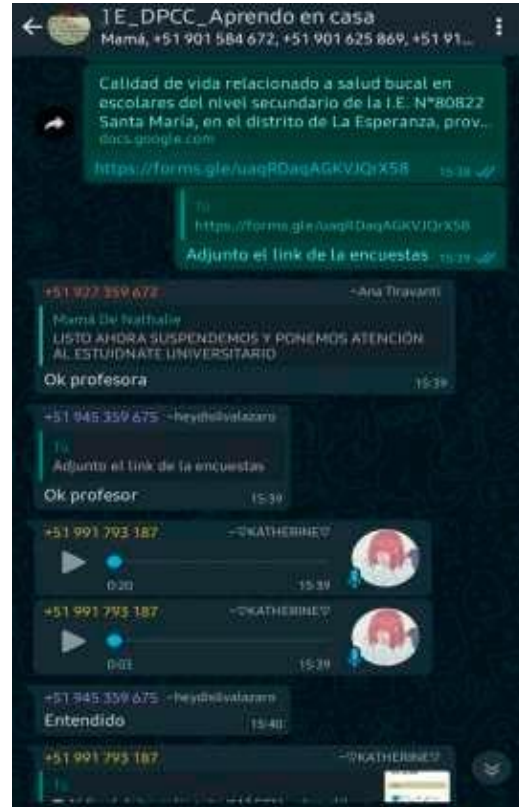 1E_DPCC_Aprendo en casa
Mamá, +51 901 584 672, +51 901 625 869, +51 91...
Calidad de vida relacionado a salud bucal en
escolares del nivel secundario de la I.E. N°80822
Santa María, en el distrito de La Esperanza, prov...
docs.google.com
https://forms.gle/uaqRDaqAGKVJQrX58 15:38
Tú
https://forms.gle/uaqRDaqAGKVJQrX58
Adjunto el link de la encuestas 15:39
+51 927 359 672 ~Ana Tiravanti
Mamá De Nathalie
LISTO AHORA SUSPENDEMOS Y PONEMOS ATENCIÓN
AL ESTUIDNATE UNIVERSITARIO
Ok profesora 15:39
+51 945 359 675 ~heydisilvalazaro
Tú
Adjunto el link de la encuestas
Ok profesor 15:39
+51 991 793 187 ~♡KATHERINE♡
0:20 15:39
+51 991 793 187 ~♡KATHERINE♡
0:03 15:39
+51 945 359 675 ~heydisilvalazaro
Entendido 15:40
+51 991 793 187 ~♡KATHERINE♡
Tú